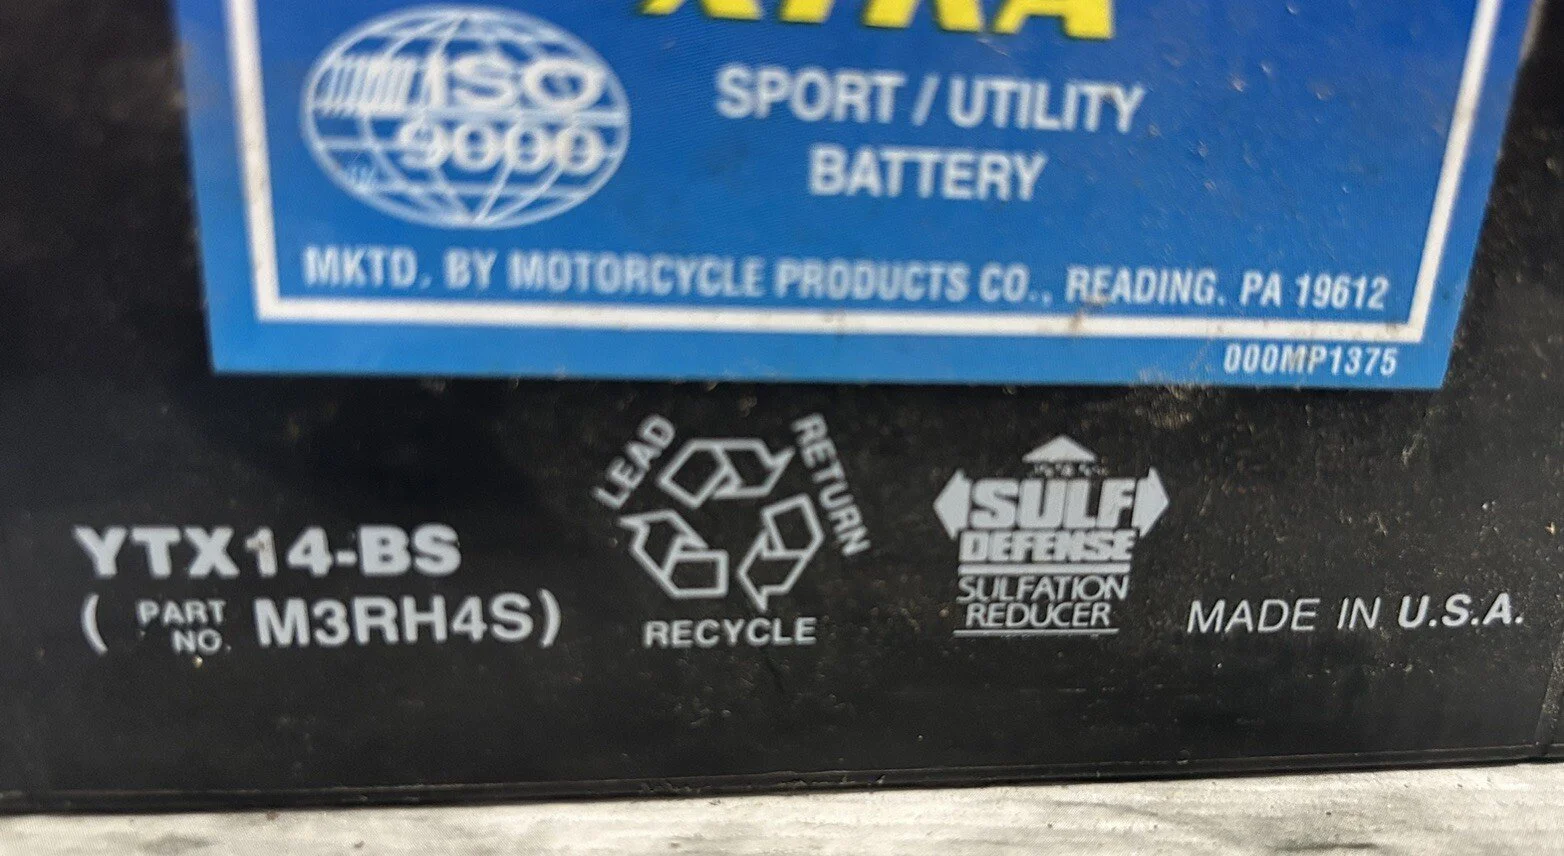 XTRA
ISO
9000
SPORT / UTILITY
BATTERY
MKTD. BY MOTORCYCLE PRODUCTS CO., READING, PA 19612
000MP1375
LEAD
RETURN
RECYCLE
YTX14-BS
( PART NO. M3RH4S)
SULF
DEFENSE
SULFATION
REDUCER
MADE IN U.S.A.